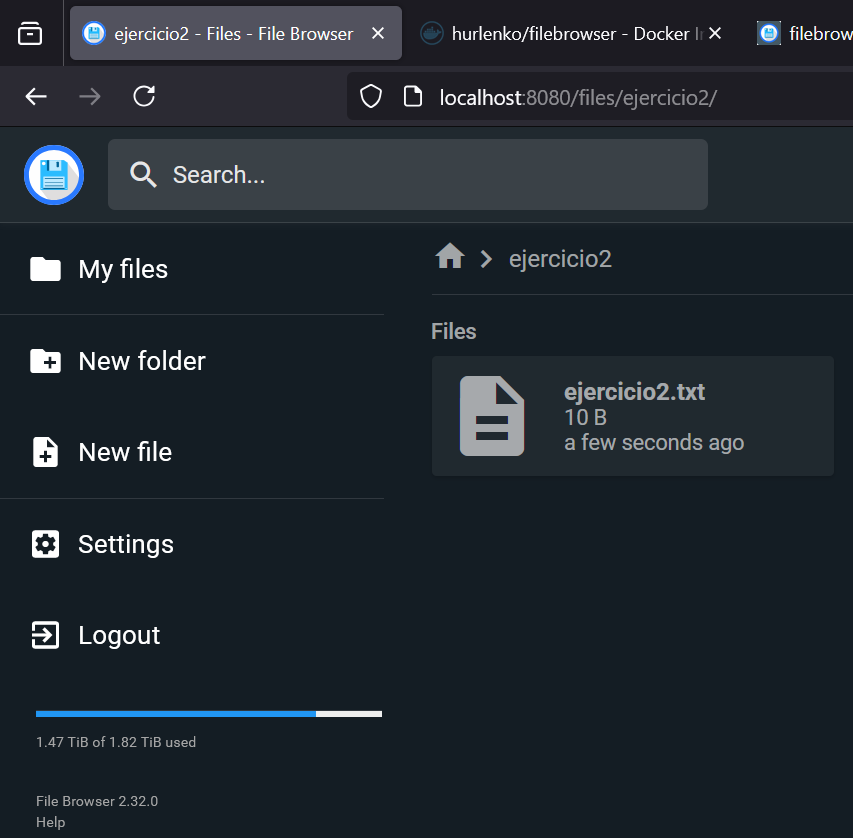 ejercicio2 - Files - File Browser
hurlenko/filebrowser - Docker I
filebrow
localhost:8080/files/ejercicio2/
Search...
My files
ejercicio2
New folder
Files
ejercicio2.txt
10 B
a few seconds ago
New file
Settings
Logout
1.47 TiB of 1.82 TiB used
File Browser 2.32.0
Help